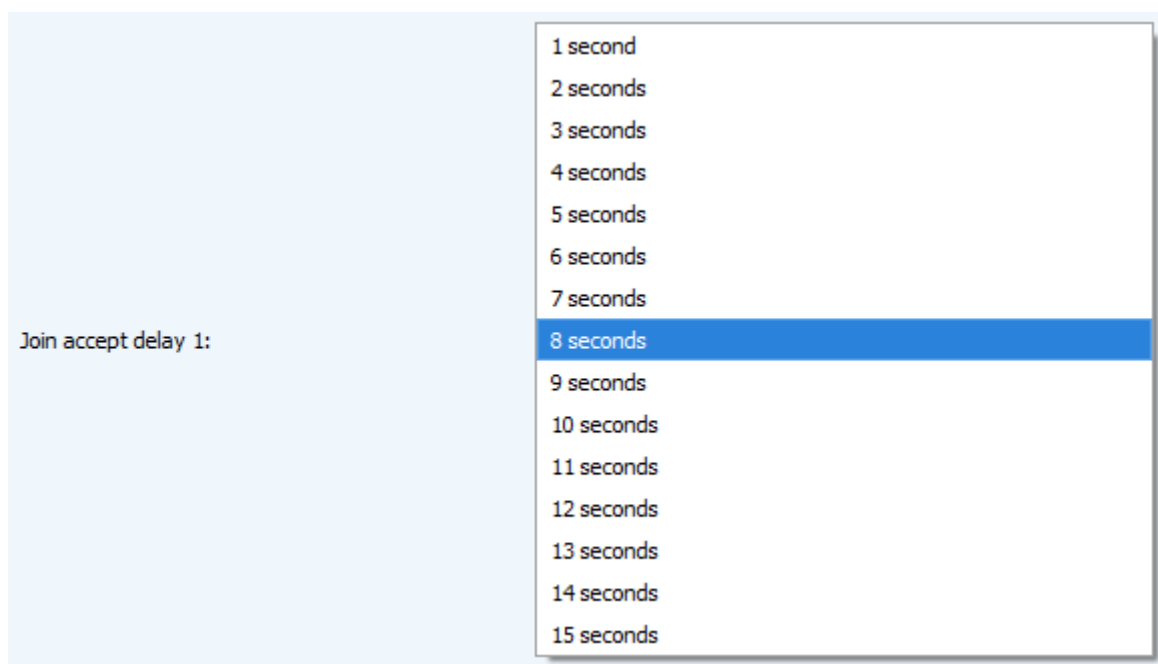 1 second
2 seconds
3 seconds
4 seconds
5 seconds
6 seconds
7 seconds
Join accept delay 1: 8 seconds
9 seconds
10 seconds
11 seconds
12 seconds
13 seconds
14 seconds
15 seconds